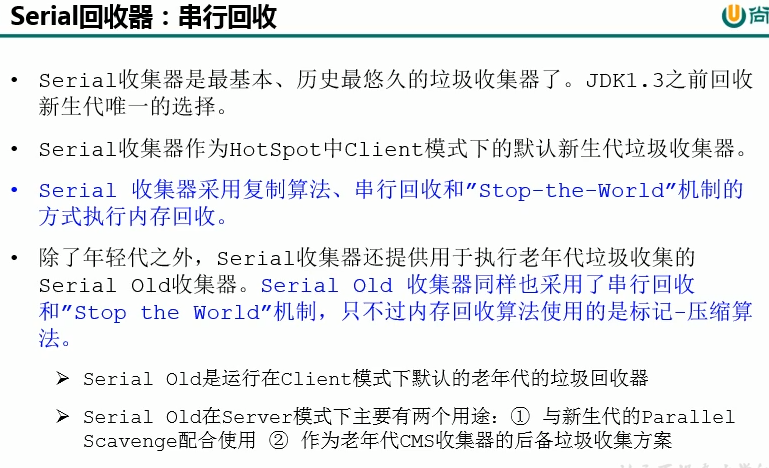 Serial回收器：串行回收
尚
• Serial收集器是最基本、历史最悠久的垃圾收集器了。JDK1.3之前回收
新生代唯一的选择。
• Serial收集器作为HotSpot中Client模式下的默认新生代垃圾收集器。
• Serial 收集器采用复制算法、串行回收和”Stop-the-World”机制的
方式执行内存回收。
• 除了年轻代之外，Serial收集器还提供用于执行老年代垃圾收集的
Serial Old收集器。Serial Old 收集器同样也采用了串行回收
和”Stop the World”机制，只不过内存回收算法使用的是标记-压缩算
法。
➢ Serial Old是运行在Client模式下默认的老年代的垃圾回收器
➢ Serial Old在Server模式下主要有两个用途：① 与新生代的Parallel
Scavenge配合使用 ② 作为老年代CMS收集器的后备垃圾收集方案